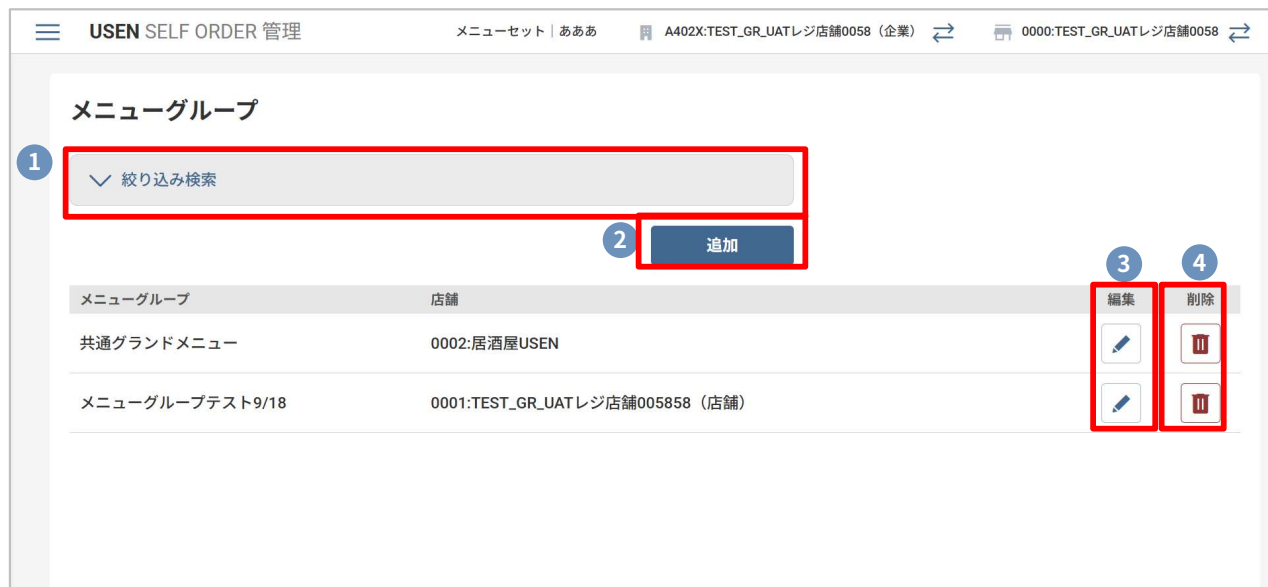 USEN SELF ORDER 管理 メニューセット｜あああ A402X:TEST_GR_UATレジ店舗0058（企業） 0000:TEST_GR_UATレジ店舗0058
メニューグループ
1
絞り込み検索
2 追加
3 4
メニューグループ 店舗 編集 削除
共通グランドメニュー 0002:居酒屋USEN
メニューグループテスト9/18 0001:TEST_GR_UATレジ店舗005858（店舗）